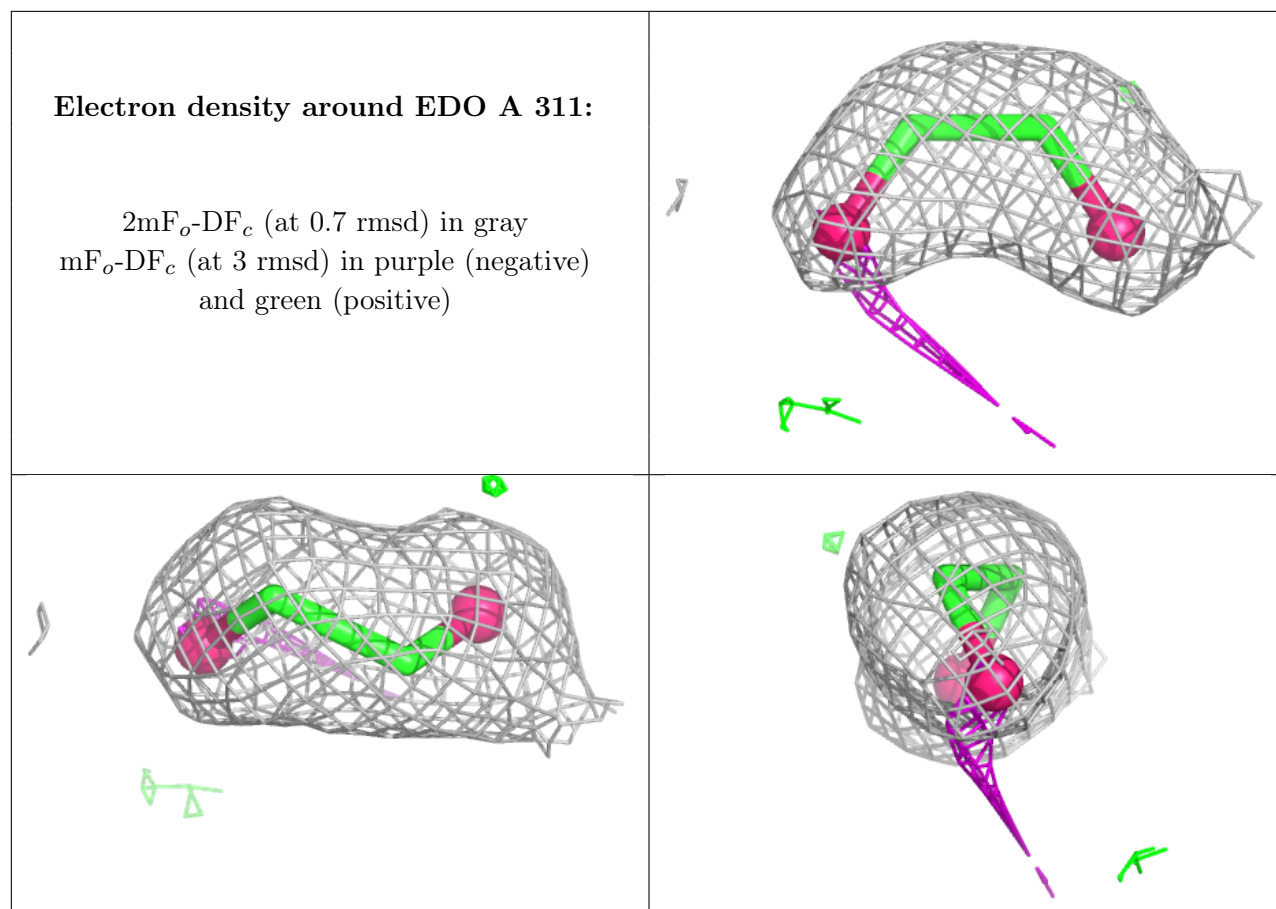 Electron density around EDO A 311:
2mFo-DFc (at 0.7 rmsd) in gray
mFo-DFc (at 3 rmsd) in purple (negative)
and green (positive)